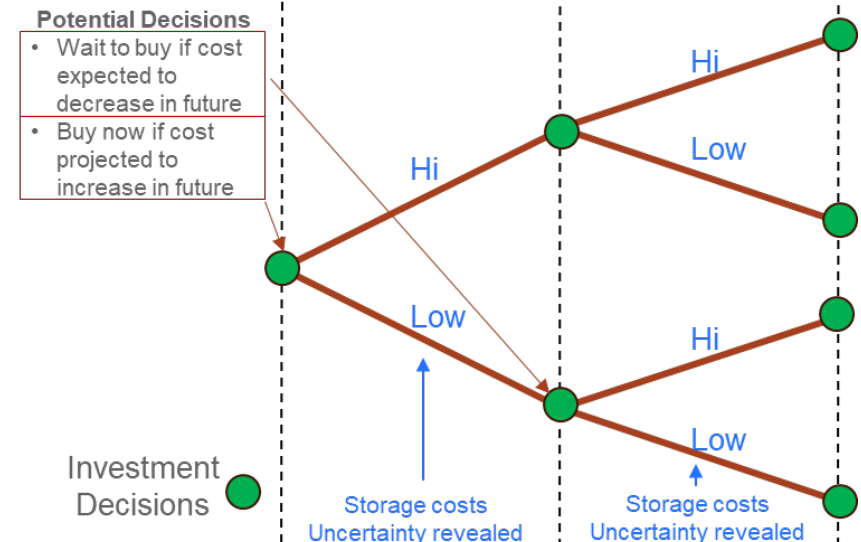 Potential Decisions
• Wait to buy if cost
expected to
decrease in future
• Buy now if cost
projected to
increase in future
Hi
Low
Hi
Low
Hi
Low
Investment
Decisions
Storage costs
Uncertainty revealed
Storage costs
Uncertainty revealed